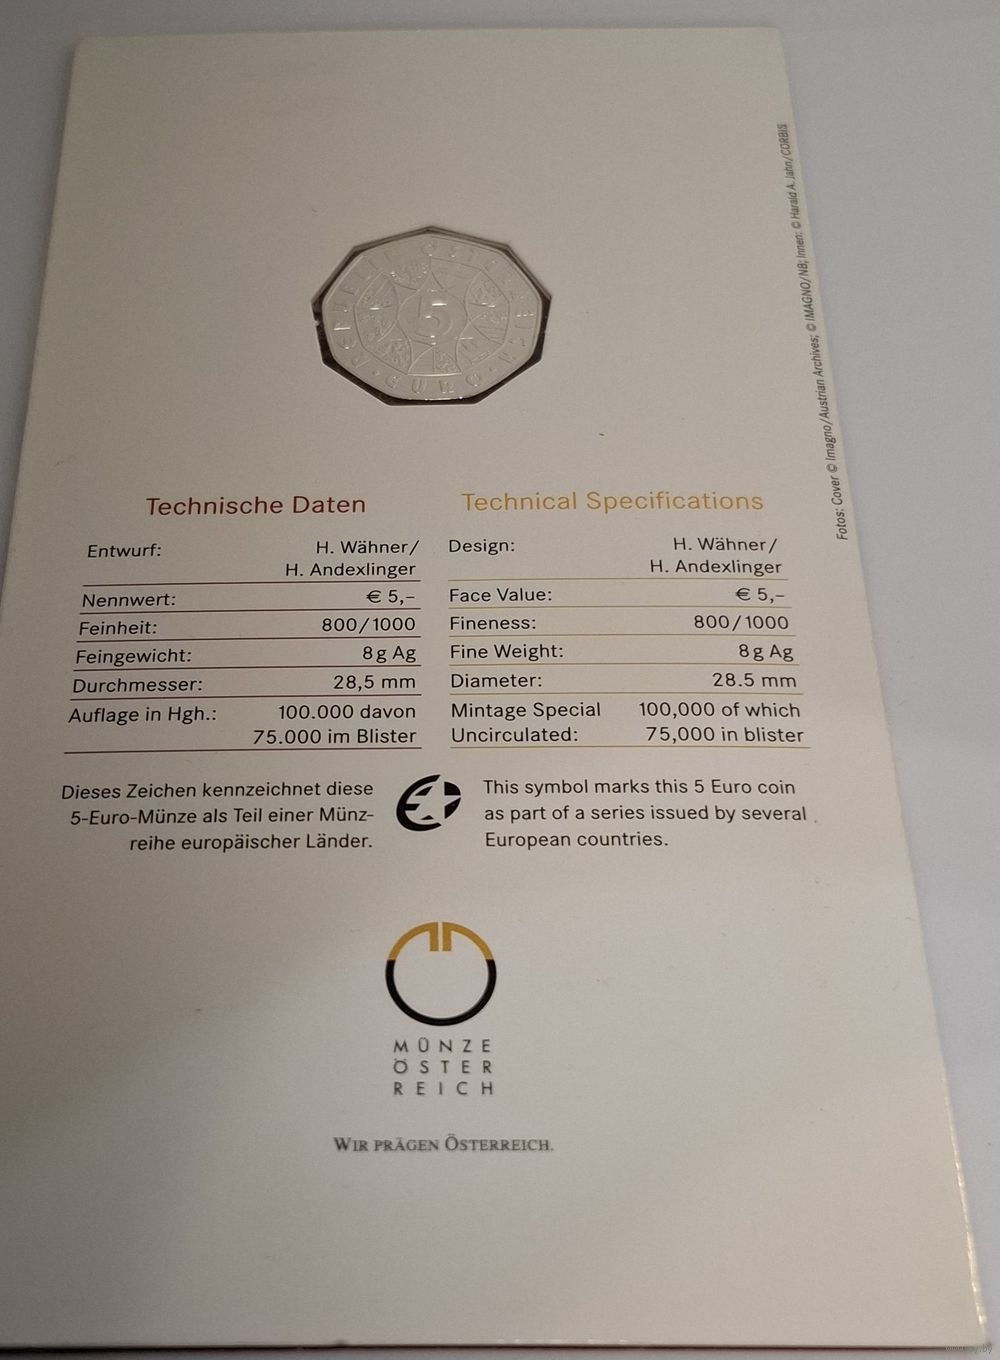 REPUBLIK ÖSTERREICH
5
· EURO ·
Technische Daten
Entwurf: H. Wähner/
H. Andexlinger
Nennwert: € 5,–
Feinheit: 800/1000
Feingewicht: 8 g Ag
Durchmesser: 28,5 mm
Auflage in Hgh.: 100.000 davon
75.000 im Blister
Technical Specifications
Design: H. Wähner/
H. Andexlinger
Face Value: € 5,–
Fineness: 800/1000
Fine Weight: 8 g Ag
Diameter: 28.5 mm
Mintage Special 100,000 of which
Uncirculated: 75,000 in blister
Dieses Zeichen kennzeichnet diese
5-Euro-Münze als Teil einer Münz-
reihe europäischer Länder.
This symbol marks this 5 Euro coin
as part of a series issued by several
European countries.
MÜNZE
ÖSTER
REICH
WIR PRÄGEN ÖSTERREICH.
Fotos: Cover © Imagno/Austrian Archives; © IMAGNO/NB; Innen: © Harald A. Jahn/CORBIS